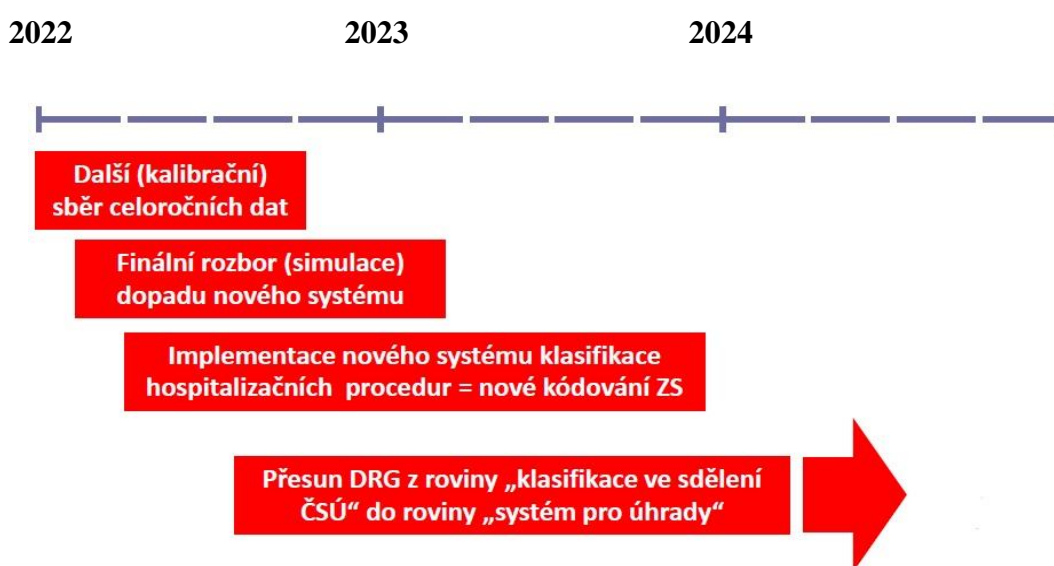 2022 2023 2024
Další (kalibrační)
sběr celoročních dat
Finální rozbor (simulace)
dopadu nového systému
Implementace nového systému klasifikace
hospitalizačních procedur = nové kódování ZS
Přesun DRG z roviny „klasifikace ve sdělení
ČSÚ“ do roviny „systém pro úhrady“